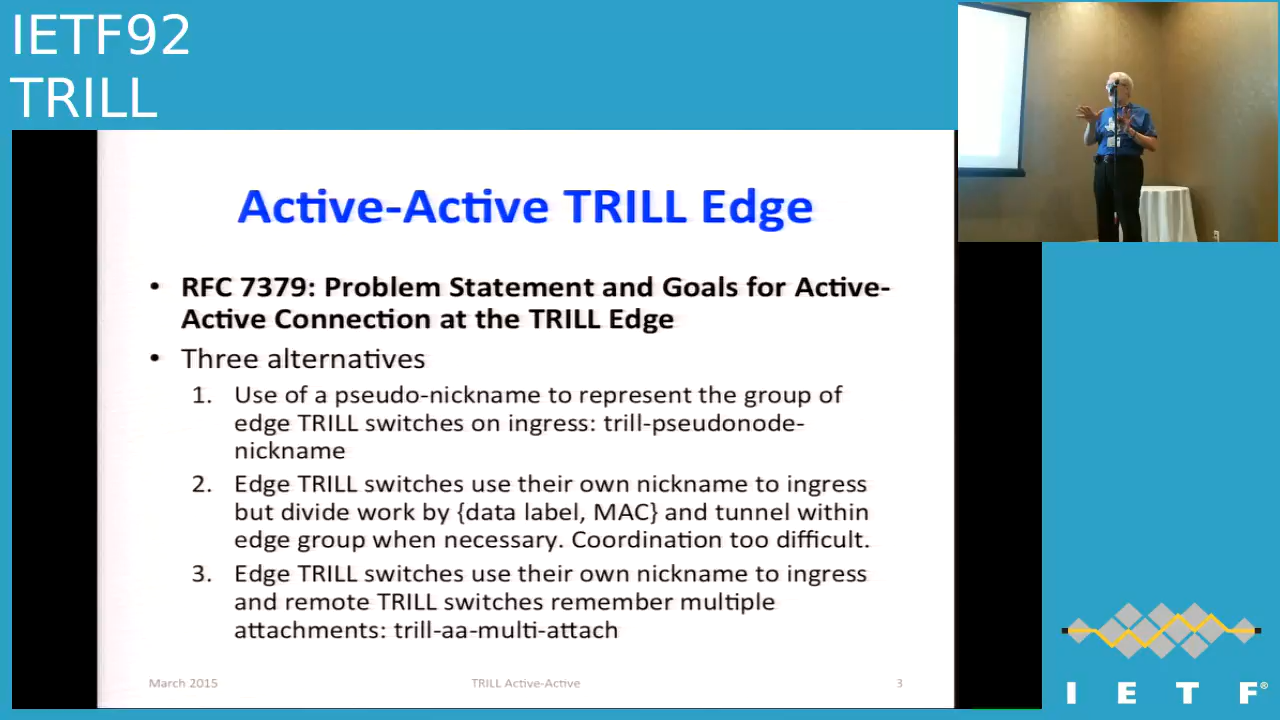 IETF92
TRILL
Active-Active TRILL Edge
• RFC 7379: Problem Statement and Goals for Active-
Active Connection at the TRILL Edge
• Three alternatives
1. Use of a pseudo-nickname to represent the group of
edge TRILL switches on ingress: trill-pseudonode-
nickname
2. Edge TRILL switches use their own nickname to ingress
but divide work by {data label, MAC} and tunnel within
edge group when necessary. Coordination too difficult.
3. Edge TRILL switches use their own nickname to ingress
and remote TRILL switches remember multiple
attachments: trill-aa-multi-attach
March 2015 TRILL Active-Active 3
I E T F®